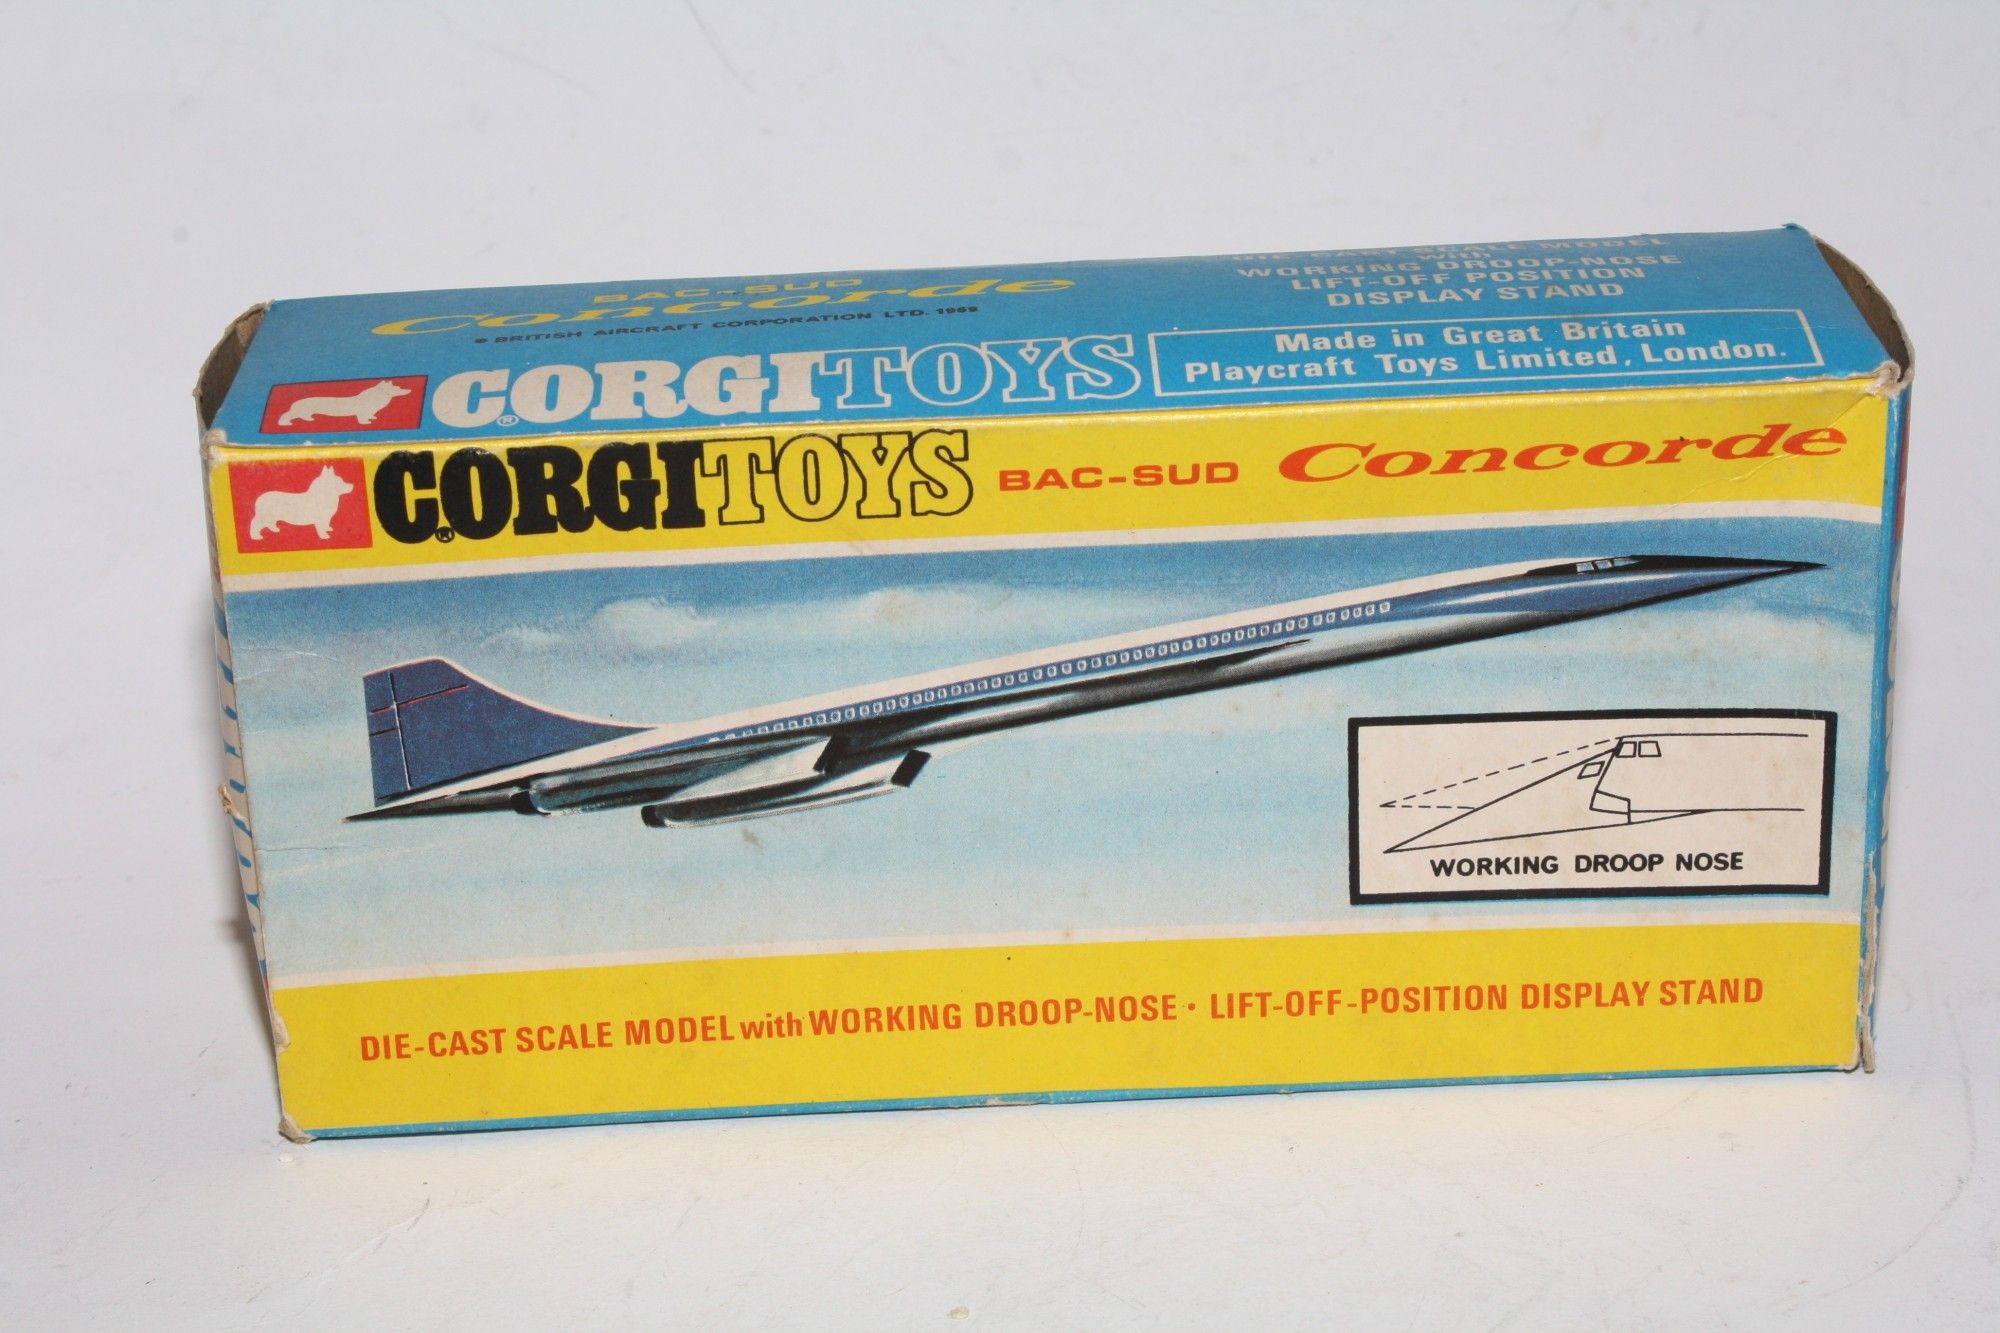 BAC-SUD
Concorde
© BRITISH AIRCRAFT CORPORATION LTD. 1969
DIE-CAST SCALE MODEL
with
WORKING DROOP-NOSE
LIFT-OFF POSITION
DISPLAY STAND
CORGI TOYS
®
Made in Great Britain
Playcraft Toys Limited, London.
CORGI TOYS BAC-SUD Concorde
®
WORKING DROOP NOSE
DIE-CAST SCALE MODEL with WORKING DROOP-NOSE · LIFT-OFF-POSITION DISPLAY STAND